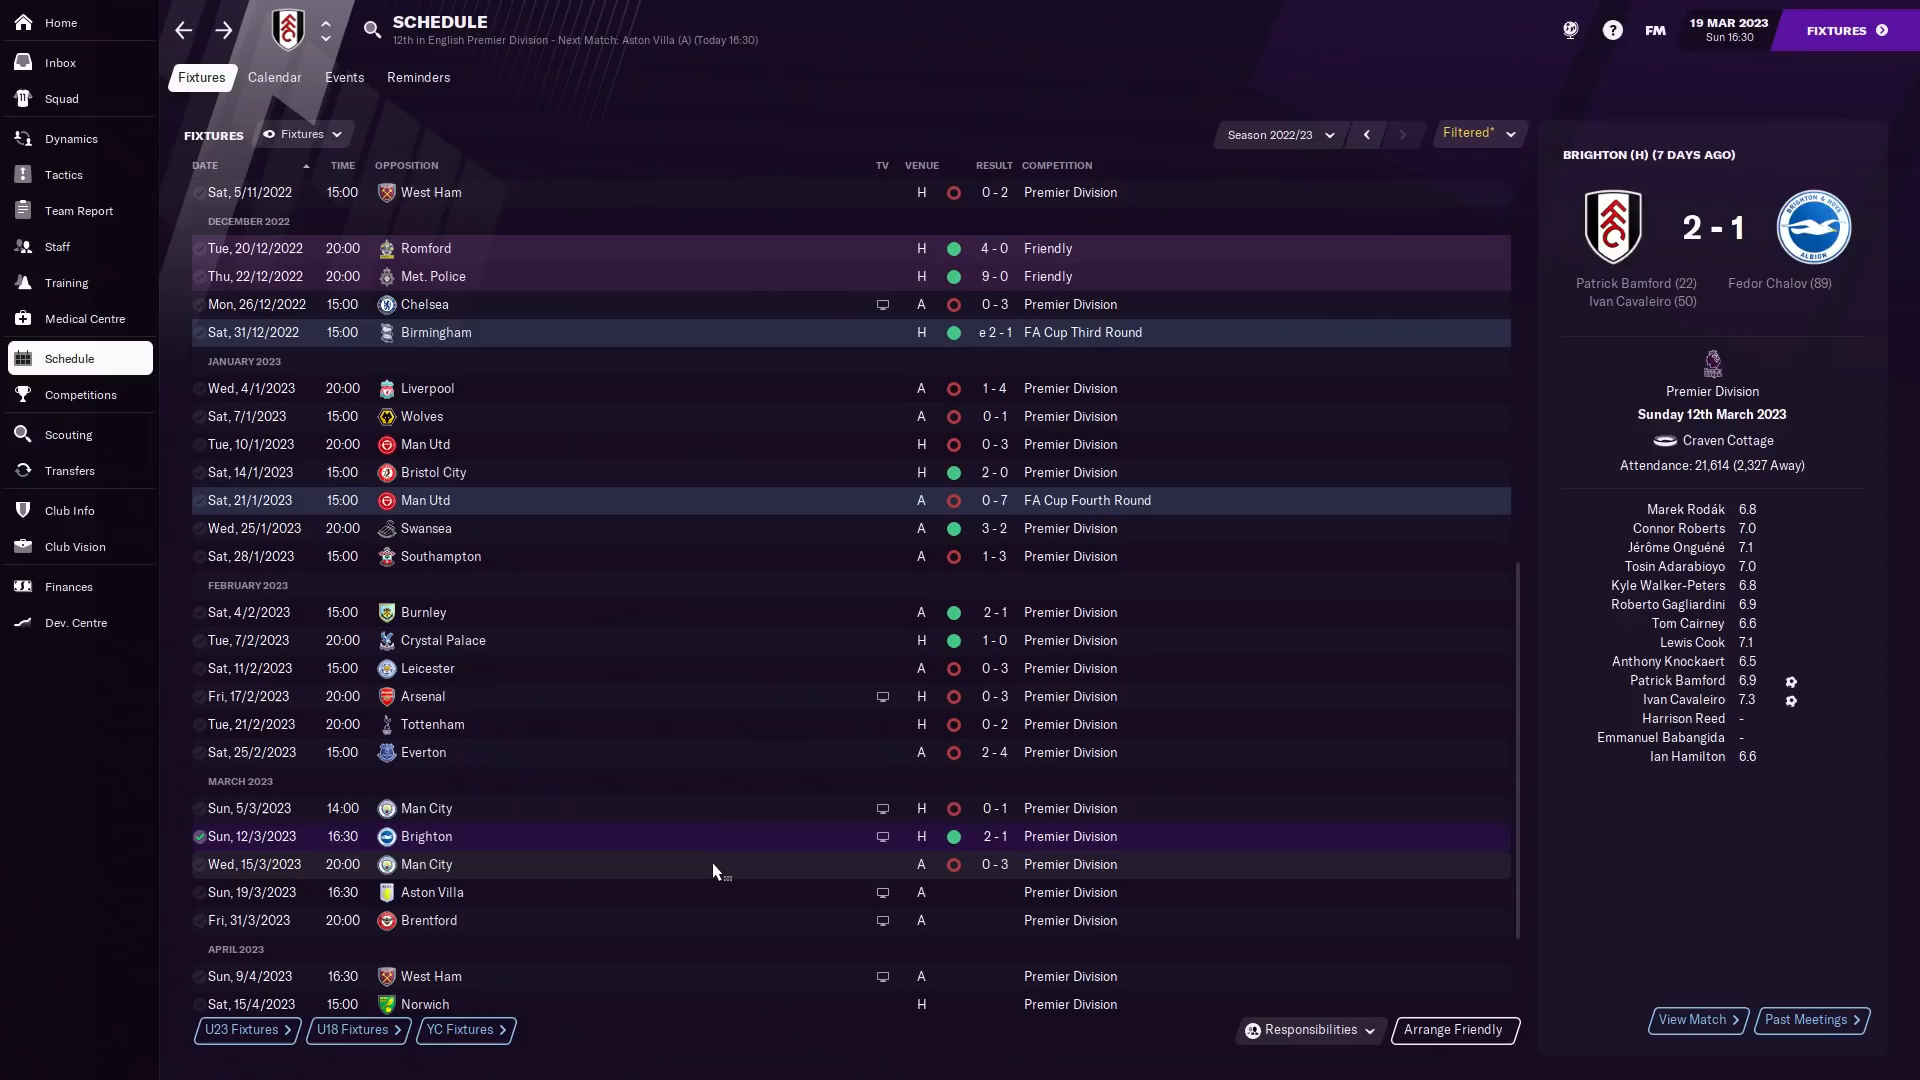 Home
Inbox
Squad
Dynamics
Tactics
Team Report
Staff
Training
Medical Centre
Schedule
Competitions
Scouting
Transfers
Club Info
Club Vision
Finances
Dev. Centre
SCHEDULE
12th in English Premier Division - Next Match: Aston Villa (A) (Today 16:30)
FM
19 MAR 2023
Sun 16:30
FIXTURES
Fixtures Calendar Events Reminders
FIXTURES Fixtures Season 2022/23 Filtered*
DATE TIME OPPOSITION TV VENUE RESULT COMPETITION
Sat, 5/11/2022 15:00 West Ham H 0 - 2 Premier Division
DECEMBER 2022
Tue, 20/12/2022 20:00 Romford H 4 - 0 Friendly
Thu, 22/12/2022 20:00 Met. Police H 9 - 0 Friendly
Mon, 26/12/2022 15:00 Chelsea A 0 - 3 Premier Division
Sat, 31/12/2022 15:00 Birmingham H e 2 - 1 FA Cup Third Round
JANUARY 2023
Wed, 4/1/2023 20:00 Liverpool A 1 - 4 Premier Division
Sat, 7/1/2023 15:00 Wolves A 0 - 1 Premier Division
Tue, 10/1/2023 20:00 Man Utd H 0 - 3 Premier Division
Sat, 14/1/2023 15:00 Bristol City H 2 - 0 Premier Division
Sat, 21/1/2023 15:00 Man Utd A 0 - 7 FA Cup Fourth Round
Wed, 25/1/2023 20:00 Swansea A 3 - 2 Premier Division
Sat, 28/1/2023 15:00 Southampton A 1 - 3 Premier Division
FEBRUARY 2023
Sat, 4/2/2023 15:00 Burnley A 2 - 1 Premier Division
Tue, 7/2/2023 20:00 Crystal Palace H 1 - 0 Premier Division
Sat, 11/2/2023 15:00 Leicester A 0 - 3 Premier Division
Fri, 17/2/2023 20:00 Arsenal H 0 - 3 Premier Division
Tue, 21/2/2023 20:00 Tottenham H 0 - 2 Premier Division
Sat, 25/2/2023 15:00 Everton A 2 - 4 Premier Division
MARCH 2023
Sun, 5/3/2023 14:00 Man City H 0 - 1 Premier Division
Sun, 12/3/2023 16:30 Brighton H 2 - 1 Premier Division
Wed, 15/3/2023 20:00 Man City A 0 - 3 Premier Division
Sun, 19/3/2023 16:30 Aston Villa A Premier Division
Fri, 31/3/2023 20:00 Brentford A Premier Division
APRIL 2023
Sun, 9/4/2023 16:30 West Ham A Premier Division
Sat, 15/4/2023 15:00 Norwich H Premier Division
U23 Fixtures U18 Fixtures YC Fixtures Responsibilities Arrange Friendly
BRIGHTON (H) (7 DAYS AGO)
2 - 1
Patrick Bamford (22) Fedor Chalov (89)
Ivan Cavaleiro (50)
Premier Division
Sunday 12th March 2023
Craven Cottage
Attendance: 21,614 (2,327 Away)
Marek Rodák 6.8
Connor Roberts 7.0
Jérôme Onguéné 7.1
Tosin Adarabioyo 7.0
Kyle Walker-Peters 6.8
Roberto Gagliardini 6.9
Tom Cairney 6.6
Lewis Cook 7.1
Anthony Knockaert 6.5
Patrick Bamford 6.9
Ivan Cavaleiro 7.3
Harrison Reed -
Emmanuel Babangida -
Ian Hamilton 6.6
View Match Past Meetings